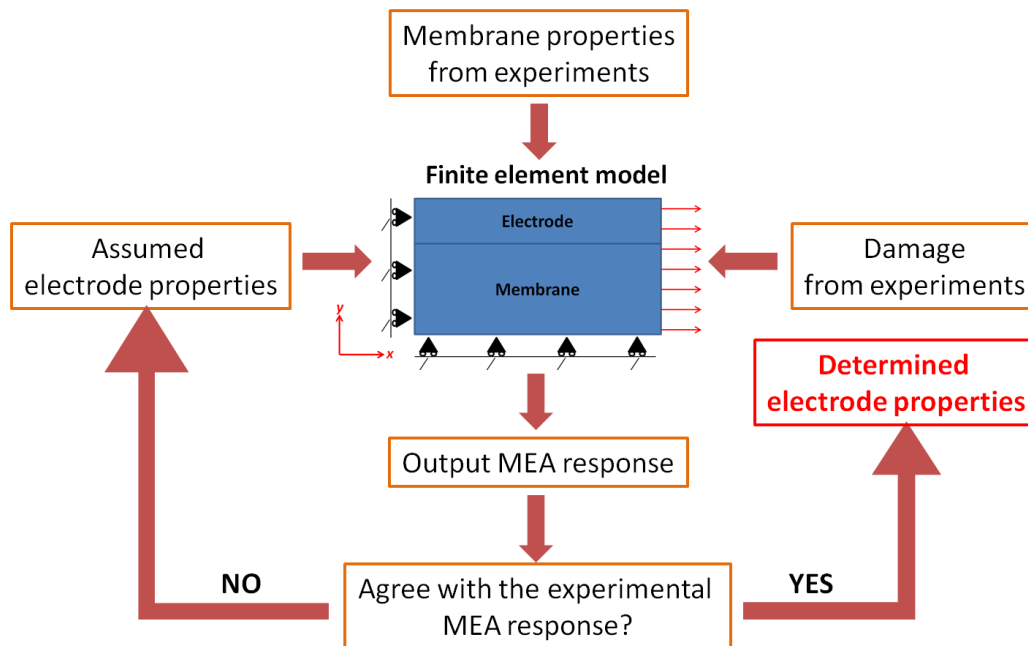 Membrane properties
from experiments
Finite element model
Electrode
Membrane
Assumed
electrode properties
Damage
from experiments
y
x
Determined
electrode properties
Output MEA response
NO
Agree with the experimental
MEA response?
YES